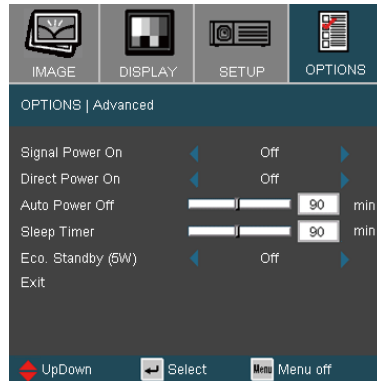 IMAGE DISPLAY SETUP OPTIONS
OPTIONS | Advanced
Signal Power On Off
Direct Power On Off
Auto Power Off 90 min
Sleep Timer 90 min
Eco. Standby (5W) Off
Exit
UpDown Select Menu Menu off